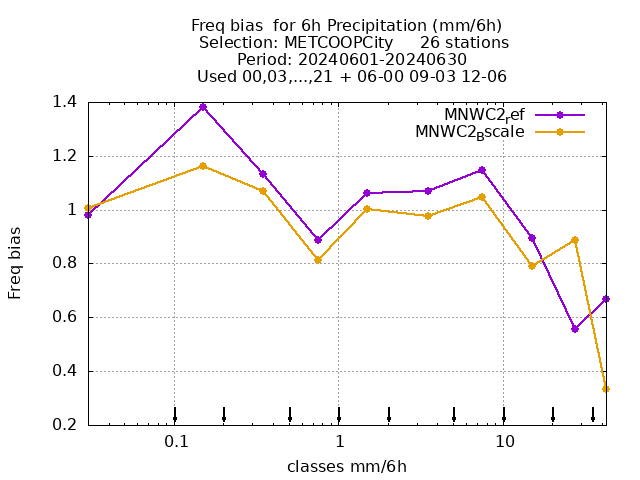 Freq bias  for 6h Precipitation (mm/6h)
Selection: METCOOPCity     26 stations
Period: 20240601-20240630
Used 00,03,...,21 + 06-00 09-03 12-06
MNWC2ref
MNWC2Bscale
1.4
1.2
1
0.8
0.6
0.4
0.2
Freq bias
0.1 1 10
classes mm/6h